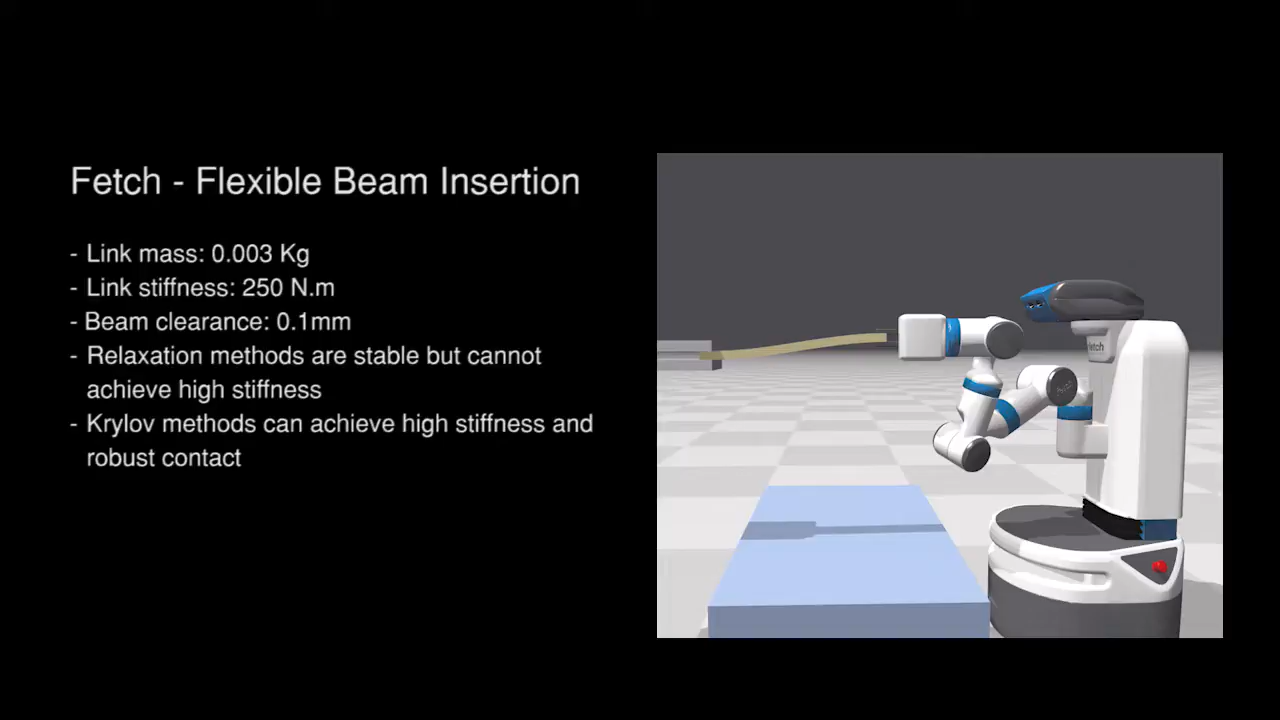 Fetch - Flexible Beam Insertion
- Link mass: 0.003 Kg
- Link stiffness: 250 N.m
- Beam clearance: 0.1mm
- Relaxation methods are stable but cannot
achieve high stiffness
- Krylov methods can achieve high stiffness and
robust contact
fetch